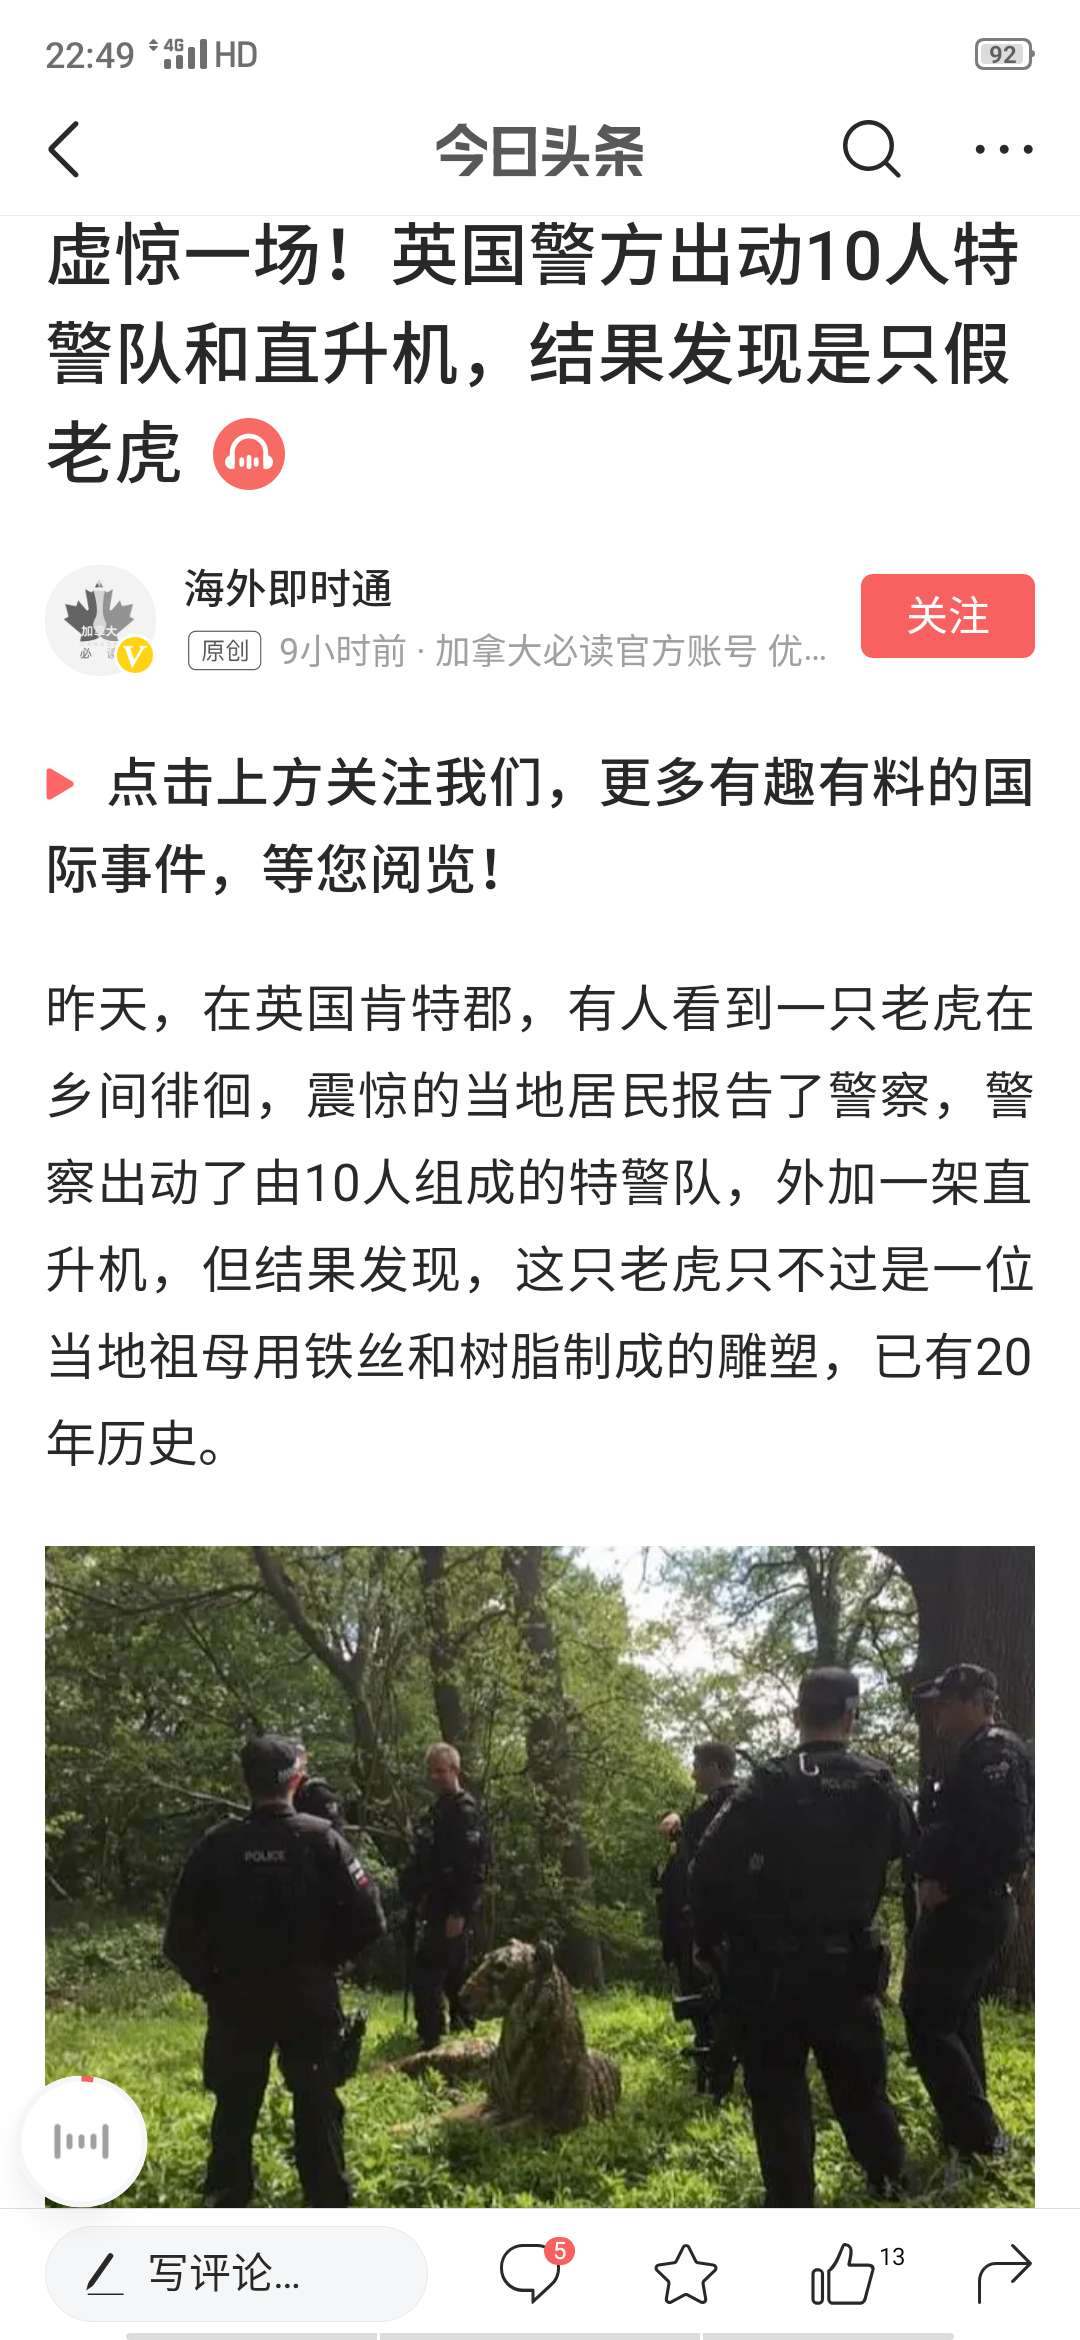 22:49 4G HD 92
今日头条
虚惊一场！英国警方出动10人特
警队和直升机，结果发现是只假
老虎
海外即时通
关注
加拿大
必 读
V
原创 9小时前 · 加拿大必读官方账号 优...
点击上方关注我们，更多有趣有料的国
际事件，等您阅览！
昨天，在英国肯特郡，有人看到一只老虎在
乡间徘徊，震惊的当地居民报告了警察，警
察出动了由10人组成的特警队，外加一架直
升机，但结果发现，这只老虎只不过是一位
当地祖母用铁丝和树脂制成的雕塑，已有20
年历史。
POLICE
POLICE
写评论...
5
13